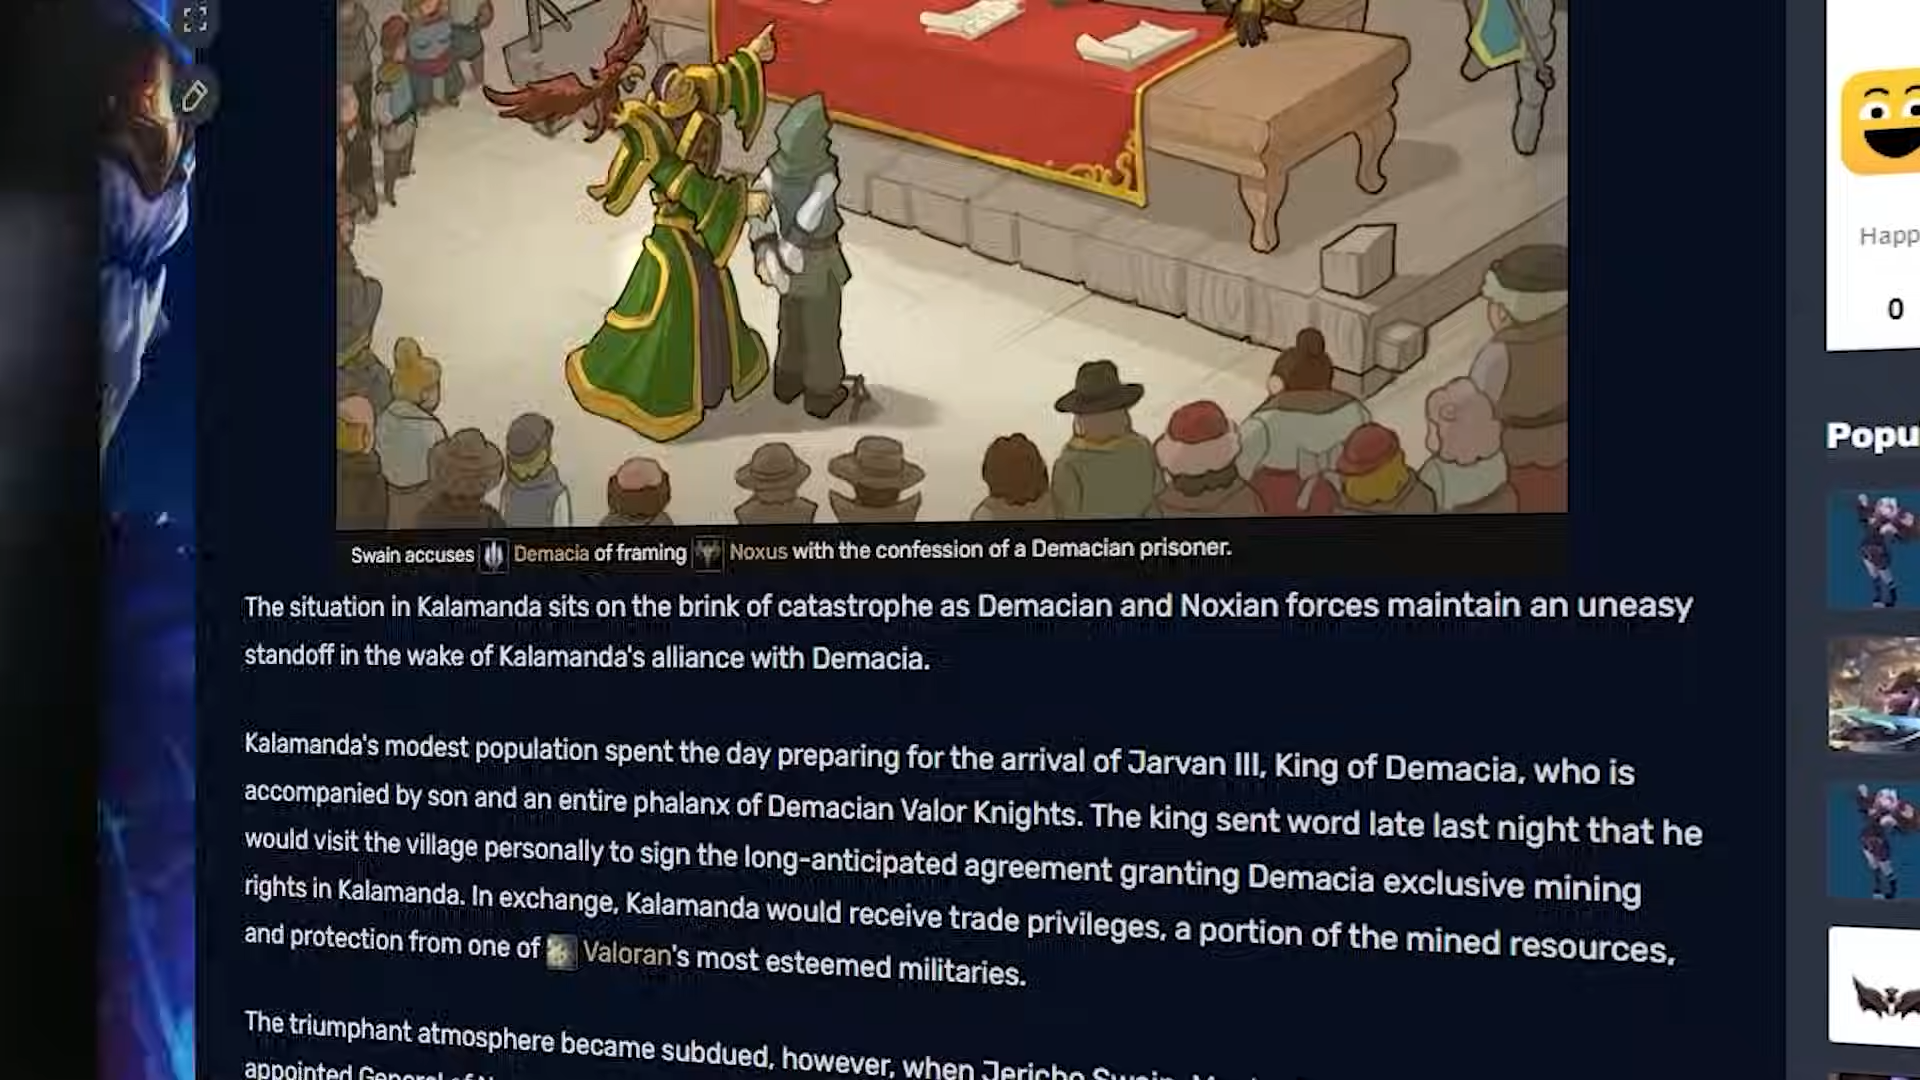 Swain accuses Demacia of framing Noxus with the confession of a Demacian prisoner.
The situation in Kalamanda sits on the brink of catastrophe as Demacian and Noxian forces maintain an uneasy
standoff in the wake of Kalamanda's alliance with Demacia.
Kalamanda's modest population spent the day preparing for the arrival of Jarvan III, King of Demacia, who is
accompanied by son and an entire phalanx of Demacian Valor Knights. The king sent word late last night that he
would visit the village personally to sign the long-anticipated agreement granting Demacia exclusive mining
rights in Kalamanda. In exchange, Kalamanda would receive trade privileges, a portion of the mined resources,
and protection from one of Valoran's most esteemed militaries.
The triumphant atmosphere became subdued, however, when Jericho Swain,
appointed General of
Happ
0
Popu